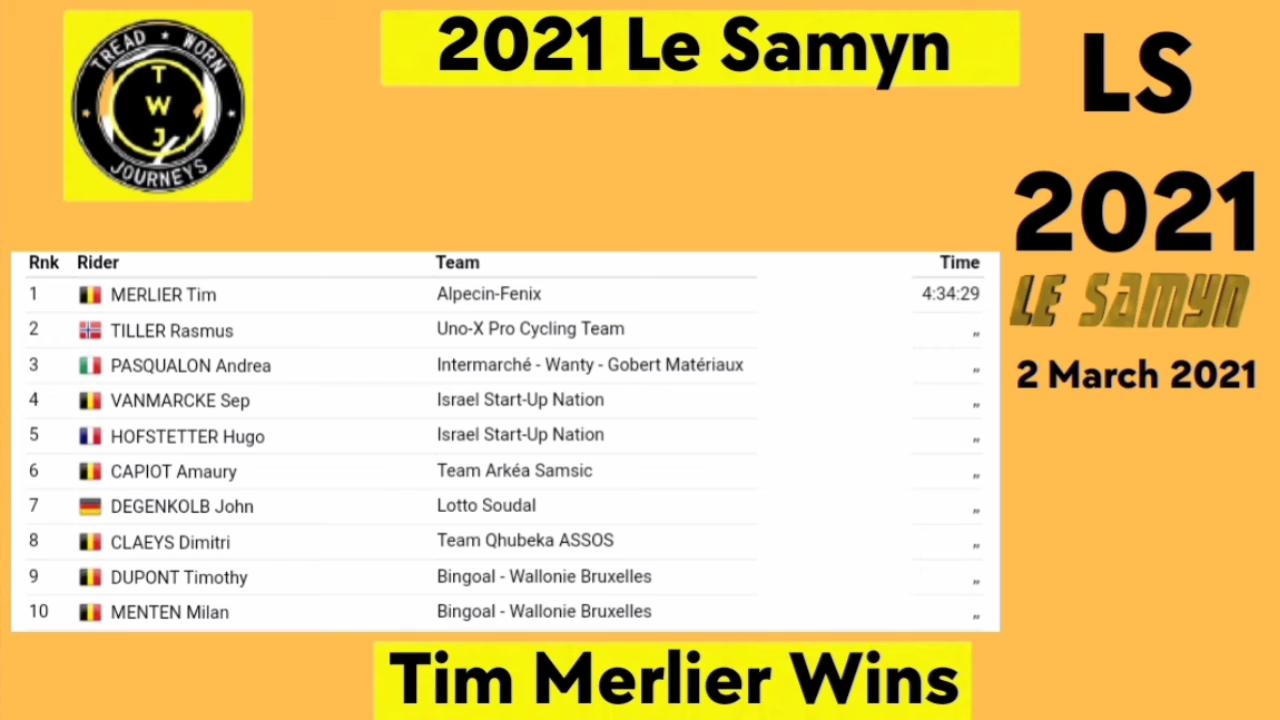 TREAD ★ WORN
T
W
J
JOURNEYS
2021 Le Samyn
LS
2021
LE SAMYN
2 March 2021
Rnk Rider Team Time
1 MERLIER Tim Alpecin-Fenix 4:34:29
2 TILLER Rasmus Uno-X Pro Cycling Team ,,
3 PASQUALON Andrea Intermarché - Wanty - Gobert Matériaux ,,
4 VANMARCKE Sep Israel Start-Up Nation ,,
5 HOFSTETTER Hugo Israel Start-Up Nation ,,
6 CAPIOT Amaury Team Arkéa Samsic ,,
7 DEGENKOLB John Lotto Soudal ,,
8 CLAEYS Dimitri Team Qhubeka ASSOS ,,
9 DUPONT Timothy Bingoal - Wallonie Bruxelles ,,
10 MENTEN Milan Bingoal - Wallonie Bruxelles ,,
Tim Merlier Wins